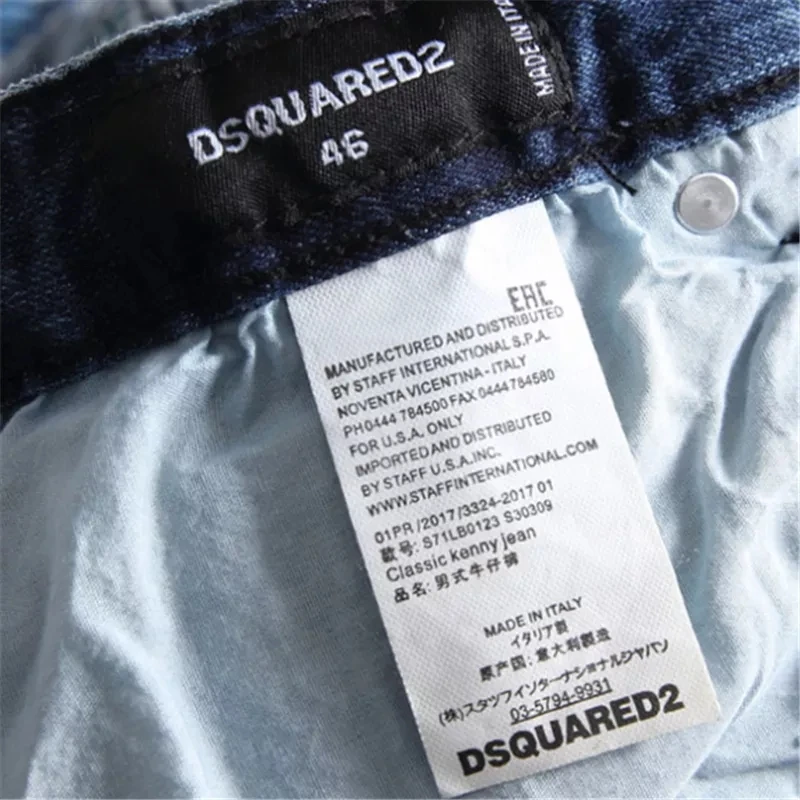 DSQUARED2
46
MADE IN ITA
EAC
MANUFACTURED AND DISTRIBUTED
BY STAFF INTERNATIONAL S.P.A.
NOVENTA VICENTINA - ITALY
PH0444 784500 FAX 0444784580
FOR U.S.A. ONLY
IMPORTED AND DISTRIBUTED
BY STAFF U.S.A.INC.
WWW.STAFFINTERNATIONAL.COM
01PR/2017/3324-2017 01
款号: S71LB0123 S30309
Classic kenny jean
品名: 男式牛仔裤
MADE IN ITALY
イタリア製
原产国: 意大利製造
(株)スタッフインターナショナルジャパン
03-5794-9931
DSQUARED2